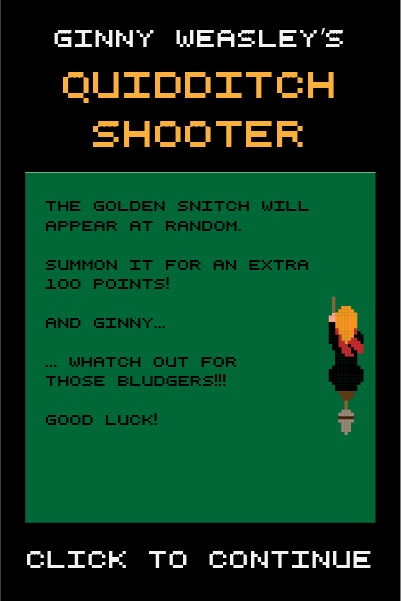 GINNY WEASLEY'S
QUIDDITCH
SHOOTER
THE GOLDEN SNITCH WILL
APPEAR AT RANDOM.
SUMMON IT FOR AN EXTRA
100 POINTS!
AND GINNY...
... WHATCH OUT FOR
THOSE BLUDGERS!!!
GOOD LUCK!
CLICK TO CONTINUE